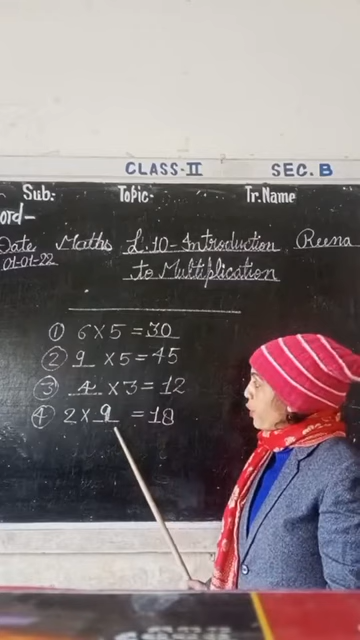 CLASS-II SEC. B
Sub:- Topic:- Tr.Name
ord-
Date Maths L.10-Introduction Reena
01-01-22 to Multiplication
① 6 × 5 = 30
② 9 × 5 = 45
③ 4 × 3 = 12
④ 2 × 9 = 18